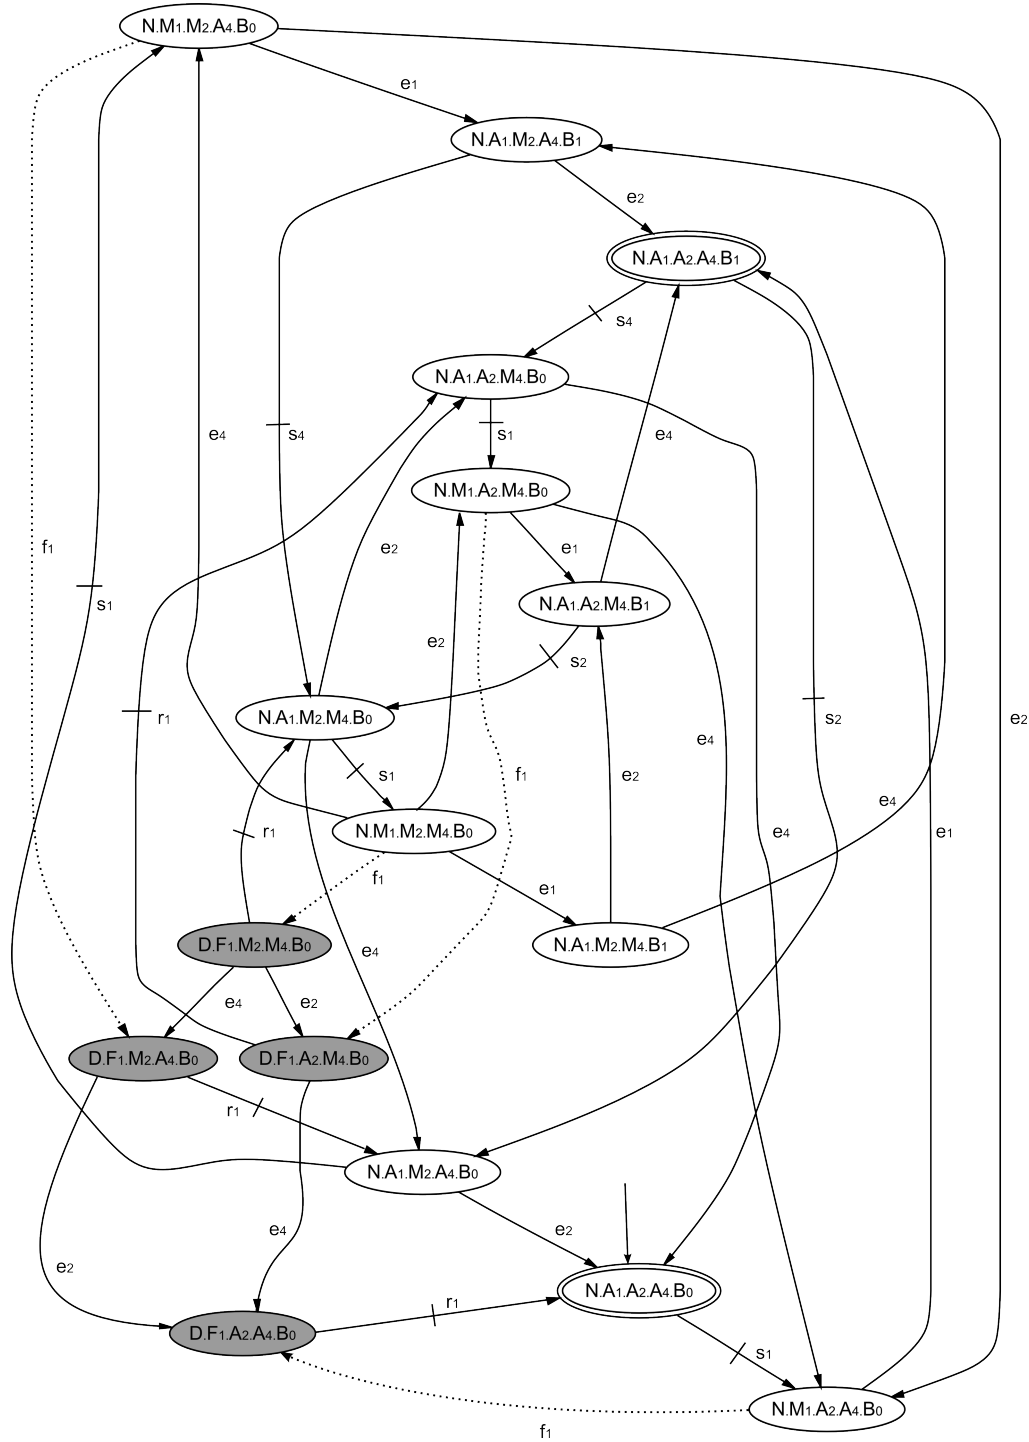 N.M1.M2.A4.B0
e1
N.A1.M2.A4.B1
e2
N.A1.A2.A4.B1
s4
N.A1.A2.M4.B0
e4
s4
s1
e4
N.M1.A2.M4.B0
f1
e2
e1
s1
N.A1.A2.M4.B1
e2
s2
N.A1.M2.M4.B0
r1
s2
e2
e4
s1
f1
e2
e4
r1
N.M1.M2.M4.B0
e4
e1
f1
e1
D.F1.M2.M4.B0
N.A1.M2.M4.B1
e4
e4
e2
D.F1.M2.A4.B0
D.F1.A2.M4.B0
r1
N.A1.M2.A4.B0
e4
e2
e2
N.A1.A2.A4.B0
r1
D.F1.A2.A4.B0
s1
N.M1.A2.A4.B0
f1